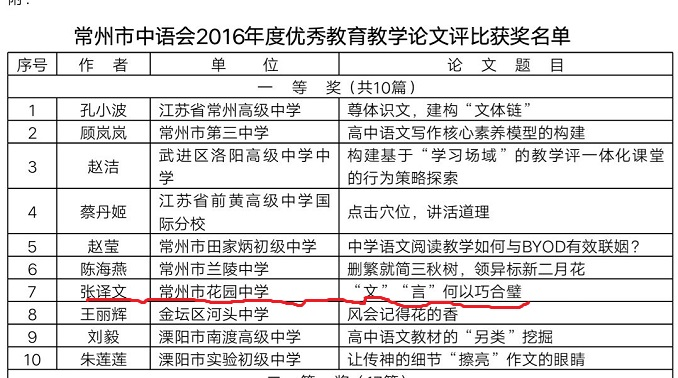 附：
常州市中语会2016年度优秀教育教学论文评比获奖名单
序号 作 者 单 位 论 文 题 目
一 等 奖（共10篇）
1 孔小波 江苏省常州高级中学 尊体识文，建构“文体链”
2 顾岚岚 常州市第三中学 高中语文写作核心素养模型的构建
3 赵洁 武进区洛阳高级中学中学 构建基于“学习场域”的教学评一体化课堂的行为策略探索
4 蔡丹姬 江苏省前黄高级中学国际分校 点击穴位，讲活道理
5 赵莹 常州市田家炳初级中学 中学语文阅读教学如何与BYOD有效联姻？
6 陈海燕 常州市兰陵中学 删繁就简三秋树，领异标新二月花
7 张译文 常州市花园中学 “文”“言”何以巧合璧
8 王丽辉 金坛区河头中学 风会记得花的香
9 刘毅 溧阳市南渡高级中学 高中语文教材的“另类”挖掘
10 朱莲莲 溧阳市实验初级中学 让传神的细节“擦亮”作文的眼睛